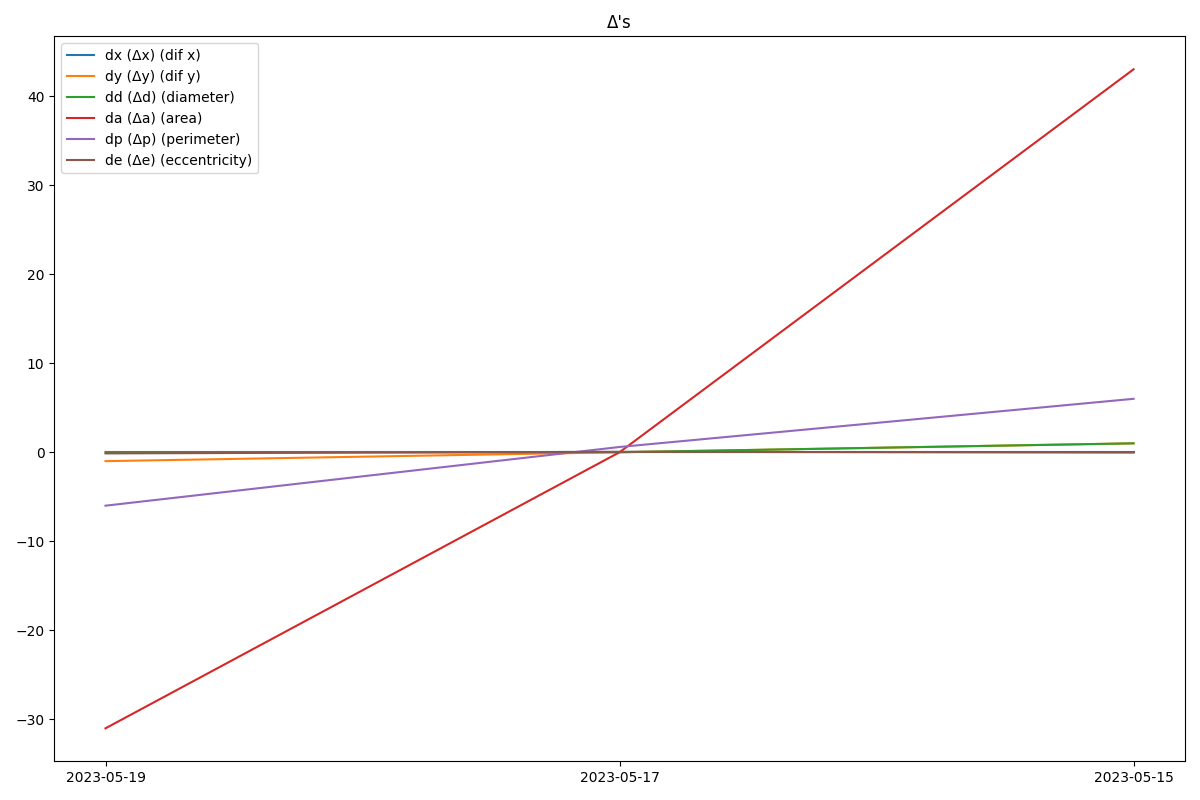 Δ's
dx (Δx) (dif x)
dy (Δy) (dif y)
dd (Δd) (diameter)
da (Δa) (area)
dp (Δp) (perimeter)
de (Δe) (eccentricity)
40
30
20
10
0
−10
−20
−30
2023-05-19 2023-05-17 2023-05-15